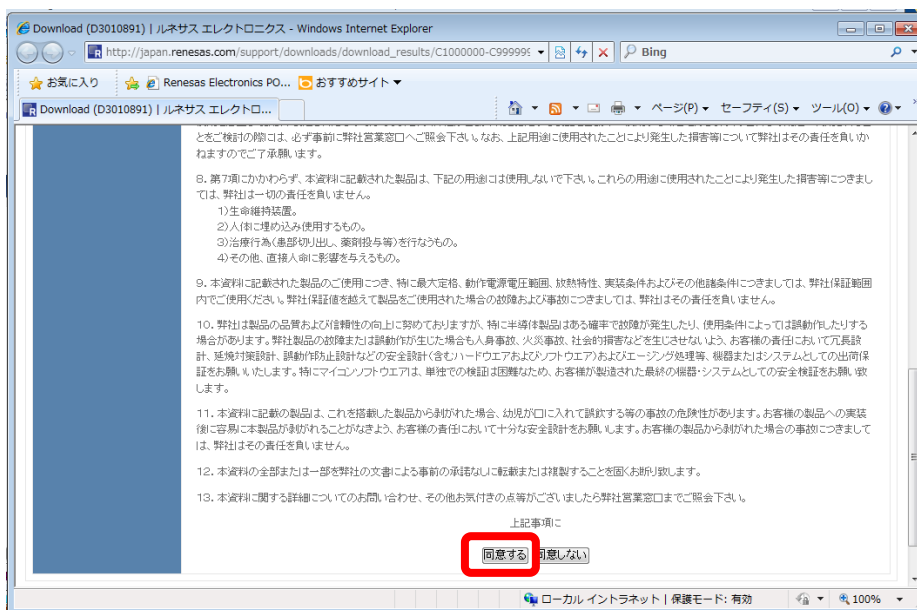 Download (D3010891) | ルネサス エレクトロニクス - Windows Internet Explorer
http://japan.renesas.com/support/downloads/download_results/C1000000-C999999
Bing
お気に入り
Renesas Electronics PO...
おすすめサイト ▼
Download (D3010891) | ルネサス エレクトロ...
ページ(P) ▼ セーフティ(S) ▼ ツール(O) ▼
とをご検討の際には、必ず事前に弊社営業窓口へご照会下さい。なお、上記用途に使用されたことにより発生した損害等について弊社はその責任を負いか
ねますのでご了承願います。
8. 第7項にかかわらず、本資料に記載された製品は、下記の用途には使用しないで下さい。これらの用途に使用されたことにより発生した損害等につきまし
ては、弊社は一切の責任を負いません。
1)生命維持装置。
2)人体に埋め込み使用するもの。
3)治療行為(患部切り出し、薬剤投与等)を行なうもの。
4)その他、直接人命に影響を与えるもの。
9. 本資料に記載された製品のご使用につき、特に最大定格、動作電源電圧範囲、放熱特性、実装条件およびその他諸条件につきましては、弊社保証範囲
内でご使用ください。弊社保証値を越えて製品をご使用された場合の故障および事故につきましては、弊社はその責任を負いません。
10. 弊社は製品の品質および信頼性の向上に努めておりますが、特に半導体製品はある確率で故障が発生したり、使用条件によっては誤動作したりする
場合があります。弊社製品の故障または誤動作が生じた場合も人身事故、火災事故、社会的損害などを生じさせないよう、お客様の責任において冗長設
計、延焼対策設計、誤動作防止設計などの安全設計(含むハードウエアおよびソフトウエア)およびエージング処理等、機器またはシステムとしての出荷保
証をお願いいたします。特にマイコンソフトウエアは、単独での検証は困難なため、お客様が製造された最終の機器・システムとしての安全検証をお願い致
します。
11. 本資料に記載の製品は、これを搭載した製品から剥がれた場合、幼児が口に入れて誤飲する等の事故の危険性があります。お客様の製品への実装
後に容易に本製品が剥がれることがなきよう、お客様の責任において十分な安全設計をお願いします。お客様の製品から剥がれた場合の事故につきまして
は、弊社はその責任を負いません。
12. 本資料の全部または一部を弊社の文書による事前の承諾なしに転載または複製することを固くお断り致します。
13. 本資料に関する詳細についてのお問い合わせ、その他お気付きの点等がございましたら弊社営業窓口までご照会下さい。
上記事項に
同意する 同意しない
ローカル イントラネット | 保護モード: 有効
100%